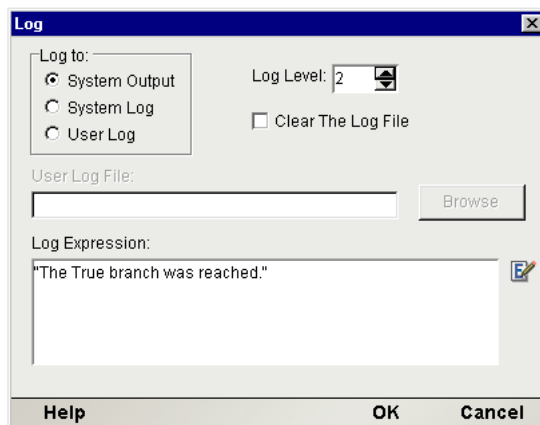 Log
Log to:
System Output
System Log
User Log
Log Level: 2
Clear The Log File
User Log File:
Browse
Log Expression:
"The True branch was reached."
Help OK Cancel